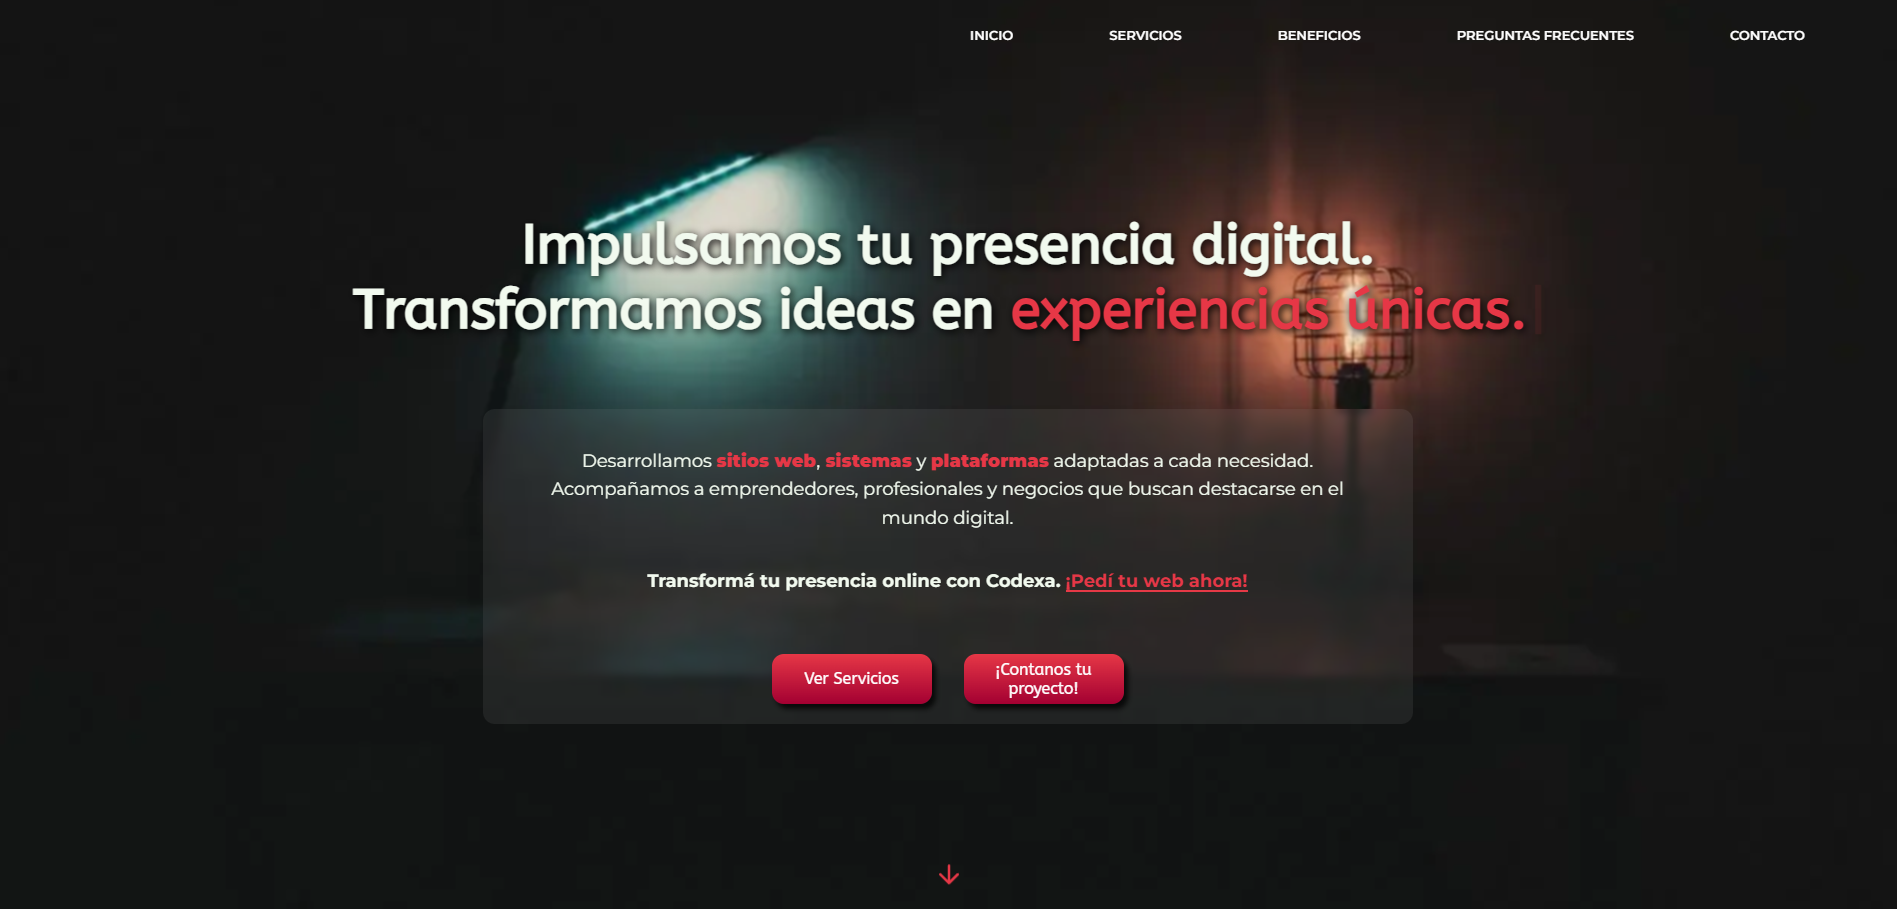 INICIO SERVICIOS BENEFICIOS PREGUNTAS FRECUENTES CONTACTO
Impulsamos tu presencia digital.
Transformamos ideas en experiencias únicas.
Desarrollamos sitios web, sistemas y plataformas adaptadas a cada necesidad.
Acompañamos a emprendedores, profesionales y negocios que buscan destacarse en el
mundo digital.
Transformá tu presencia online con Codexa. ¡Pedí tu web ahora!
Ver Servicios
¡Contanos tu
proyecto!